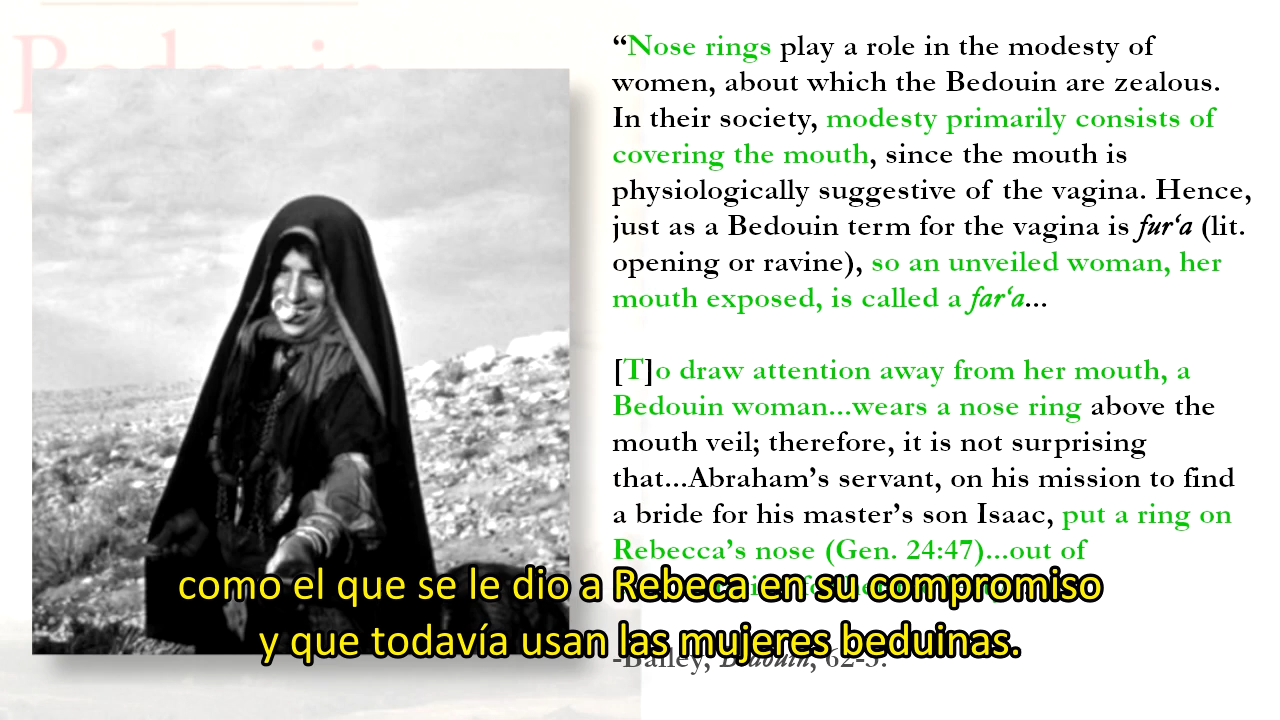 Bedouin
“Nose rings play a role in the modesty of
women, about which the Bedouin are zealous.
In their society, modesty primarily consists of
covering the mouth, since the mouth is
physiologically suggestive of the vagina. Hence,
just as a Bedouin term for the vagina is fur‘a (lit.
opening or ravine), so an unveiled woman, her
mouth exposed, is called a far‘a...
[T]o draw attention away from her mouth, a
Bedouin woman...wears a nose ring above the
mouth veil; therefore, it is not surprising
that...Abraham’s servant, on his mission to find
a bride for his master’s son Isaac, put a ring on
Rebecca’s nose (Gen. 24:47)...out of
-Bailey, Bedouin, 62-3.
como el que se le dio a Rebeca en su compromiso
y que todavía usan las mujeres beduinas.